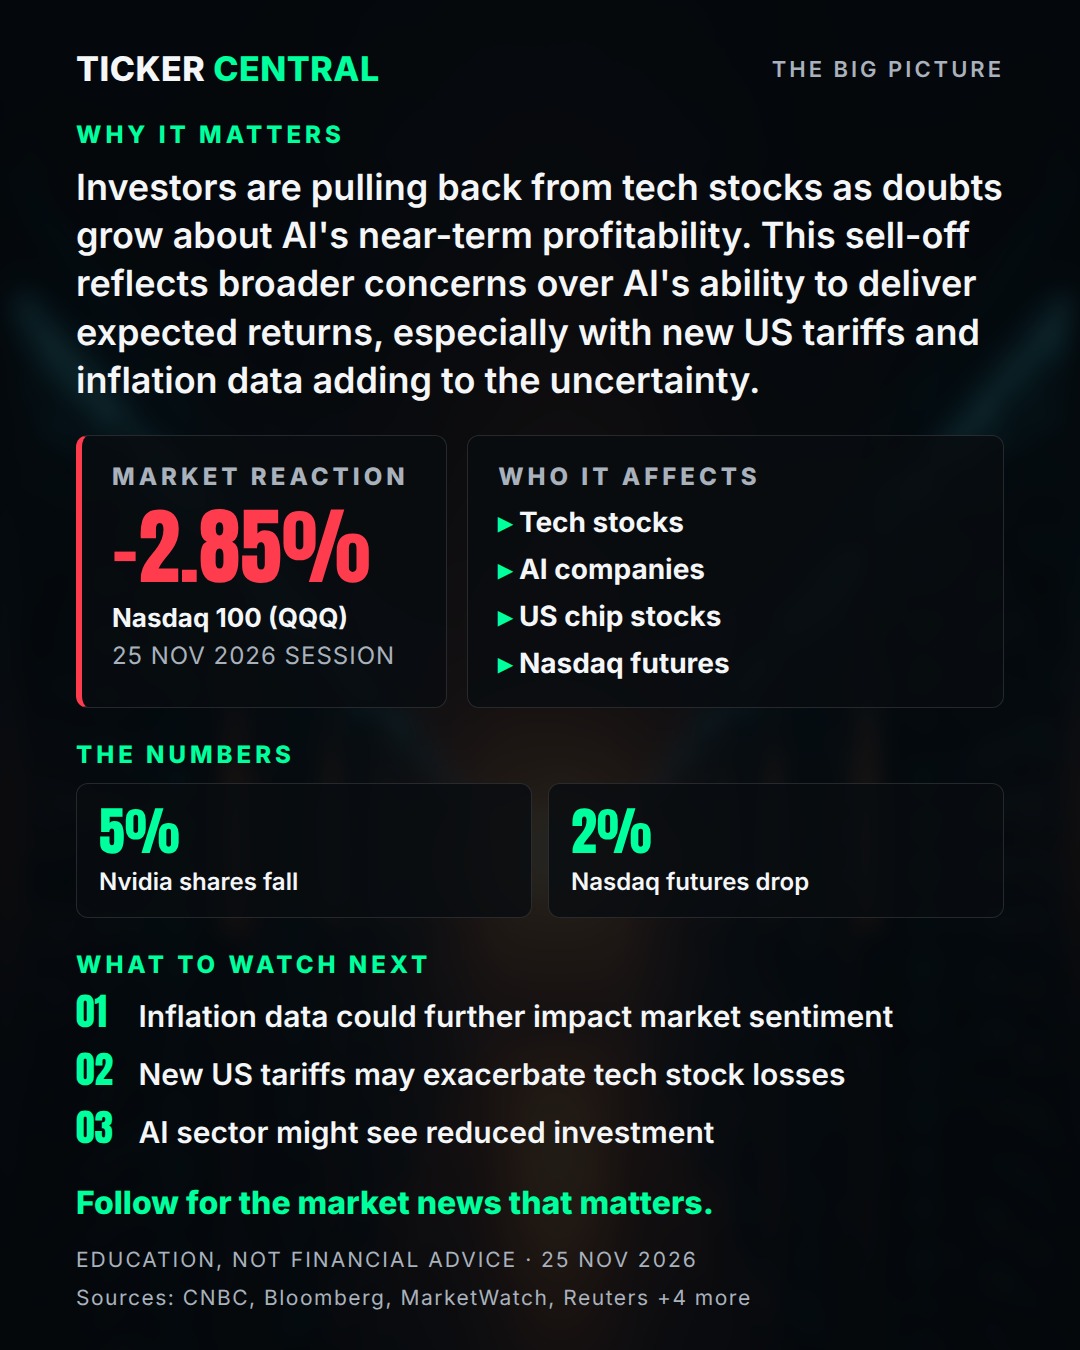 TICKER CENTRAL
THE BIG PICTURE
WHY IT MATTERS
Investors are pulling back from tech stocks as doubts
grow about AI's near-term profitability. This sell-off
reflects broader concerns over AI's ability to deliver
expected returns, especially with new US tariffs and
inflation data adding to the uncertainty.
MARKET REACTION
-2.85%
Nasdaq 100 (QQQ)
25 NOV 2026 SESSION
WHO IT AFFECTS
▸ Tech stocks
▸ AI companies
▸ US chip stocks
▸ Nasdaq futures
THE NUMBERS
5%
Nvidia shares fall
2%
Nasdaq futures drop
WHAT TO WATCH NEXT
01 Inflation data could further impact market sentiment
02 New US tariffs may exacerbate tech stock losses
03 AI sector might see reduced investment
Follow for the market news that matters.
EDUCATION, NOT FINANCIAL ADVICE · 25 NOV 2026
Sources: CNBC, Bloomberg, MarketWatch, Reuters +4 more